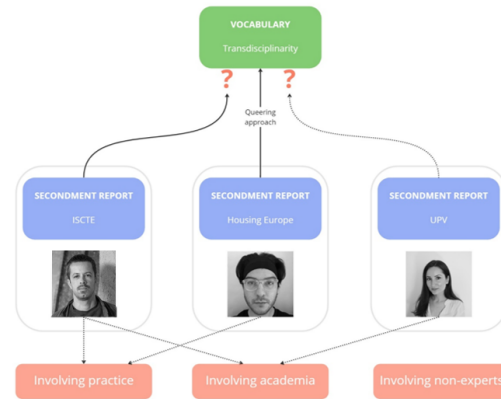 VOCABULARY
Transdisciplinarity
? ?
Queering
approach
SECONDMENT REPORT
ISCTE
SECONDMENT REPORT
Housing Europe
SECONDMENT REPORT
UPV
Involving practice
Involving academia
Involving non-experts